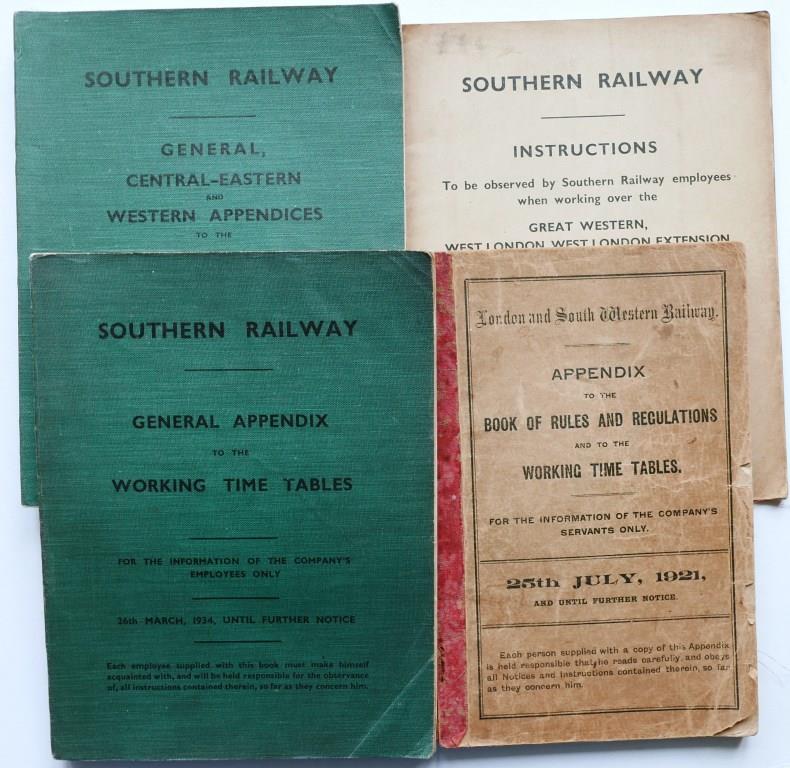 SOUTHERN RAILWAY
GENERAL,
CENTRAL-EASTERN
AND
WESTERN APPENDICES
TO THE
SOUTHERN RAILWAY
INSTRUCTIONS
To be observed by Southern Railway employees
when working over the
GREAT WESTERN,
WEST LONDON, WEST LONDON EXTENSION
SOUTHERN RAILWAY
GENERAL APPENDIX
TO THE
WORKING TIME TABLES
FOR THE INFORMATION OF THE COMPANY'S
EMPLOYEES ONLY
26th MARCH, 1934, UNTIL FURTHER NOTICE
Each employee supplied with this book must make himself
acquainted with, and will be held responsible for the observance
of, all instructions contained therein, so far as they concern him.
London and South Western Railway.
APPENDIX
TO THE
BOOK OF RULES AND REGULATIONS
AND TO THE
WORKING TIME TABLES.
FOR THE INFORMATION OF THE COMPANY'S
SERVANTS ONLY.
25th JULY, 1921,
AND UNTIL FURTHER NOTICE.
Each person supplied with a copy of this Appendix
is held responsible that he reads carefully, and obeys
all Notices and Instructions contained therein, so far
as they concern him.